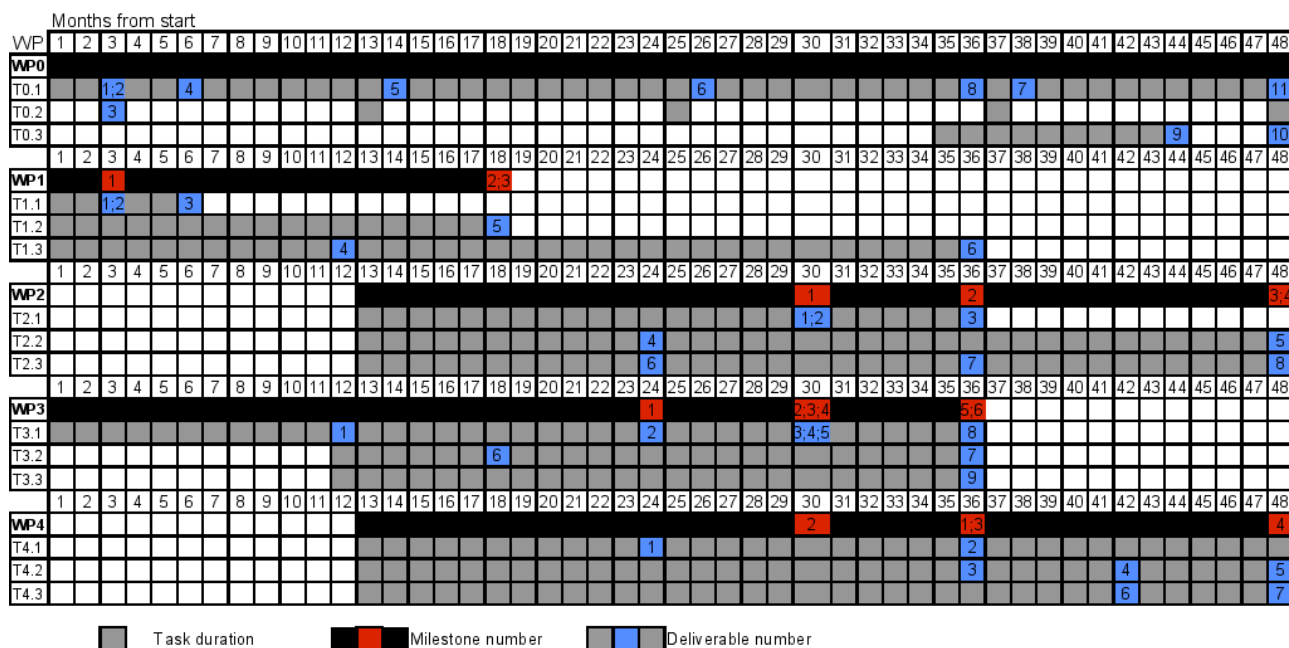 Months from start
WP 1 2 3 4 5 6 7 8 9 10 11 12 13 14 15 16 17 18 19 20 21 22 23 24 25 26 27 28 29 30 31 32 33 34 35 36 37 38 39 40 41 42 43 44 45 46 47 48
WP0
T0.1 1;2 4 5 6 8 7 11
T0.2 3
T0.3 9 10
1 2 3 4 5 6 7 8 9 10 11 12 13 14 15 16 17 18 19 20 21 22 23 24 25 26 27 28 29 30 31 32 33 34 35 36 37 38 39 40 41 42 43 44 45 46 47 48
WP1 1 2;3
T1.1 1;2 3
T1.2 5
T1.3 4 6
1 2 3 4 5 6 7 8 9 10 11 12 13 14 15 16 17 18 19 20 21 22 23 24 25 26 27 28 29 30 31 32 33 34 35 36 37 38 39 40 41 42 43 44 45 46 47 48
WP2 1 2 3;4
T2.1 1;2 3
T2.2 4 5
T2.3 6 7 8
1 2 3 4 5 6 7 8 9 10 11 12 13 14 15 16 17 18 19 20 21 22 23 24 25 26 27 28 29 30 31 32 33 34 35 36 37 38 39 40 41 42 43 44 45 46 47 48
WP3 1 2;3;4 5;6
T3.1 1 2 3;4;5 8
T3.2 6 7
T3.3 9
1 2 3 4 5 6 7 8 9 10 11 12 13 14 15 16 17 18 19 20 21 22 23 24 25 26 27 28 29 30 31 32 33 34 35 36 37 38 39 40 41 42 43 44 45 46 47 48
WP4 2 1;3 4
T4.1 1 2
T4.2 3 4 5
T4.3 6 7
Task duration Milestone number Deliverable number